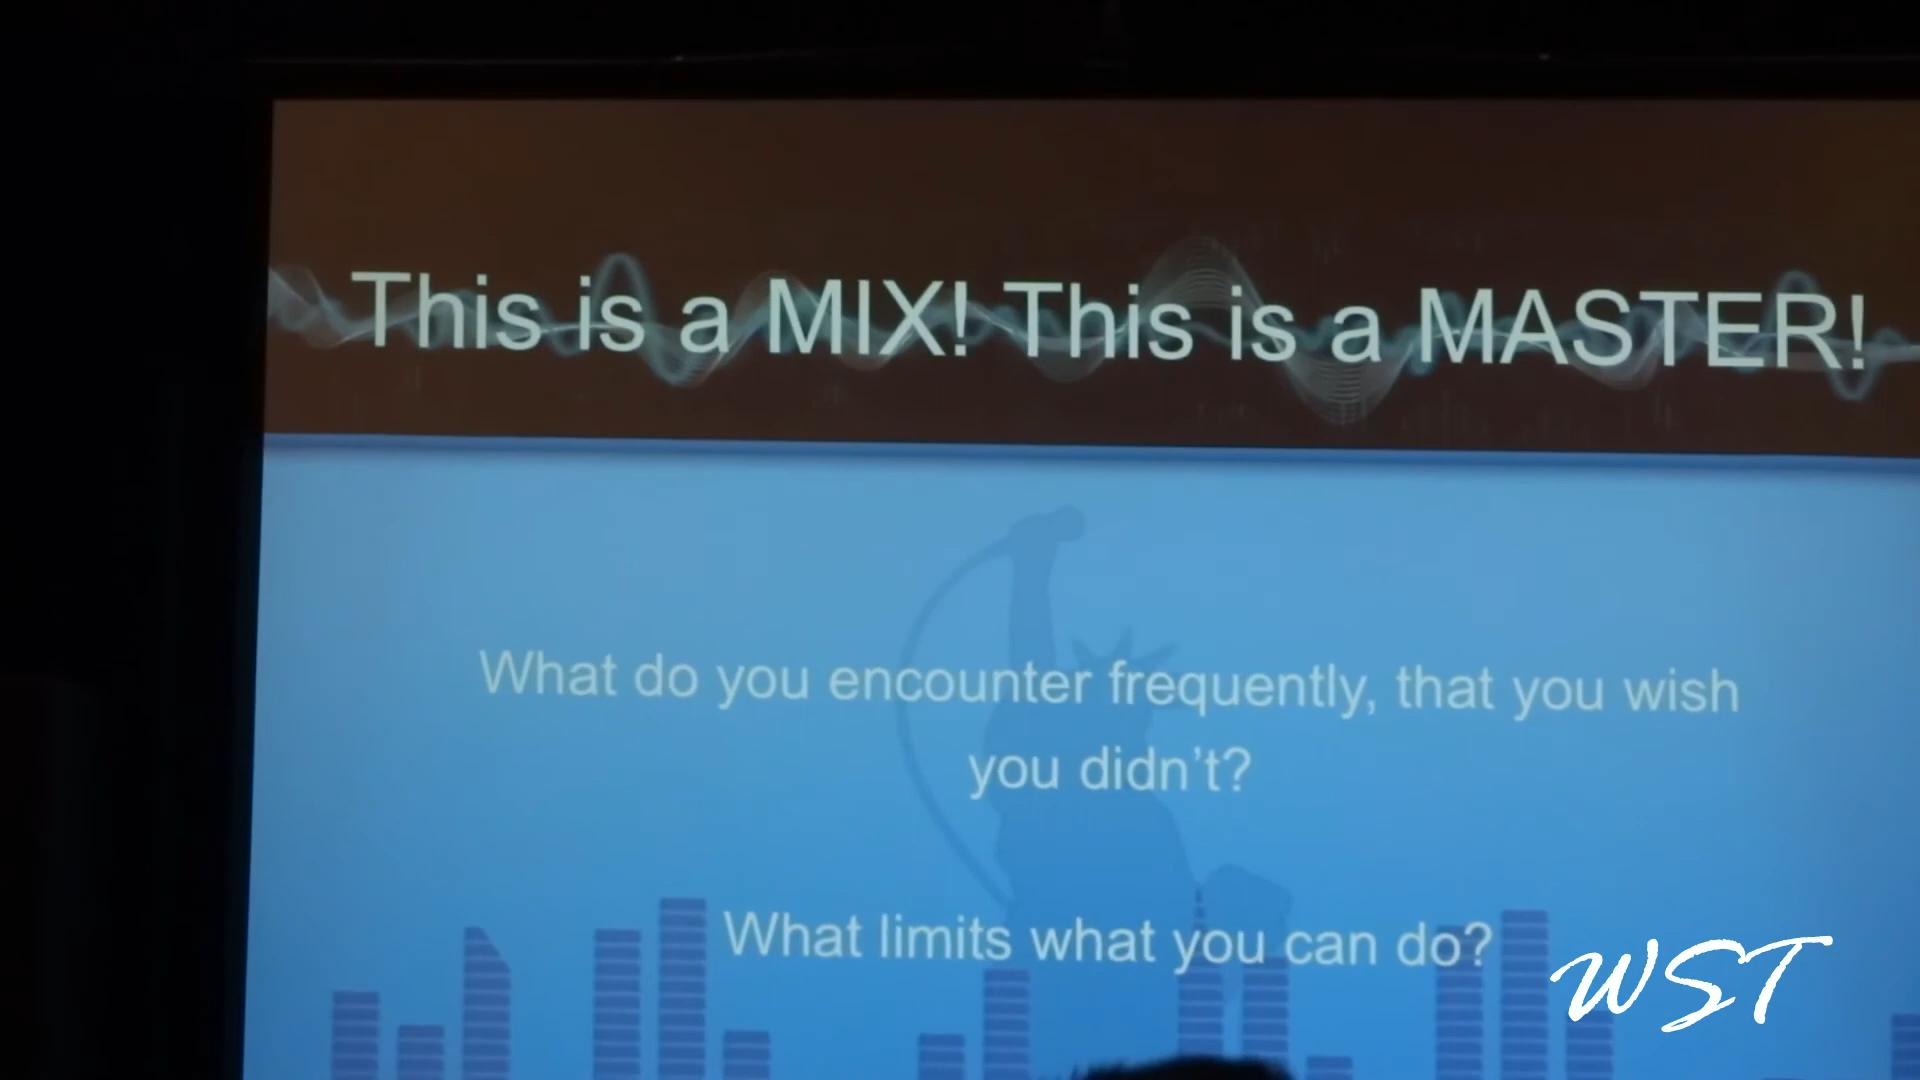 This is a MIX! This is a MASTER!
What do you encounter frequently, that you wish
you didn't?
What limits what you can do?
WST